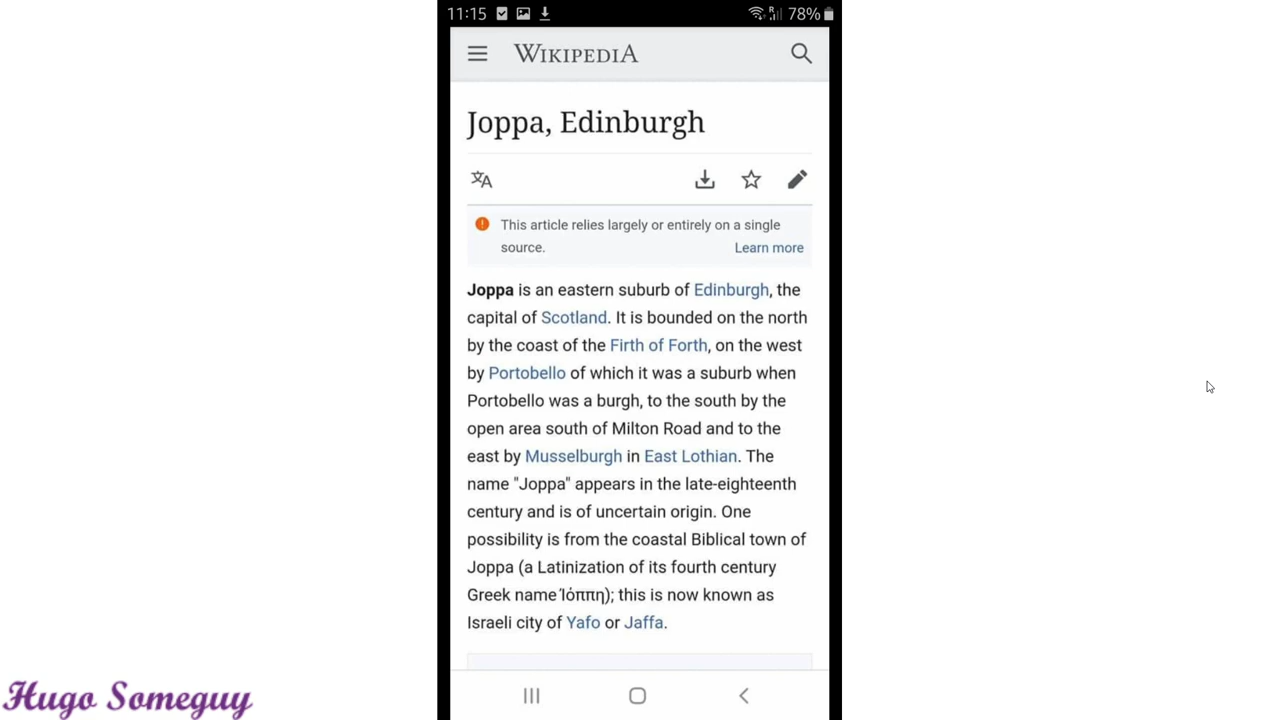 11:15 78%
WIKIPEDIA
Joppa, Edinburgh
This article relies largely or entirely on a single
source. Learn more
Joppa is an eastern suburb of Edinburgh, the
capital of Scotland. It is bounded on the north
by the coast of the Firth of Forth, on the west
by Portobello of which it was a suburb when
Portobello was a burgh, to the south by the
open area south of Milton Road and to the
east by Musselburgh in East Lothian. The
name "Joppa" appears in the late-eighteenth
century and is of uncertain origin. One
possibility is from the coastal Biblical town of
Joppa (a Latinization of its fourth century
Greek name Ἰόππη); this is now known as
Israeli city of Yafo or Jaffa.
Hugo Someguy